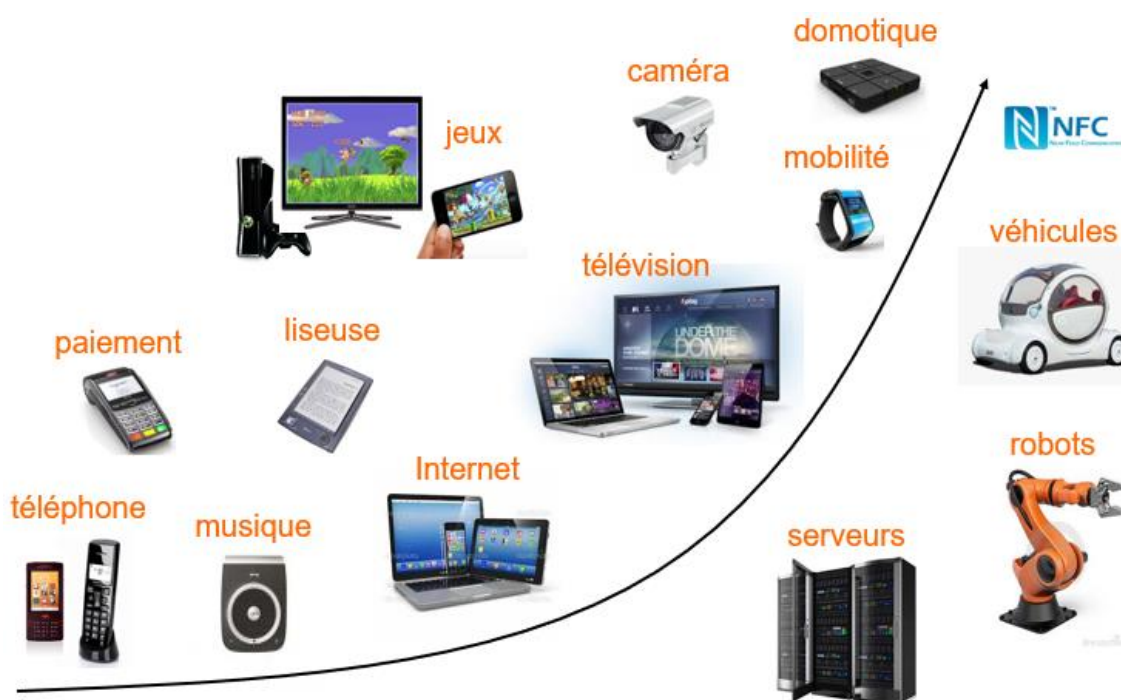 domotique
caméra
jeux
NFC
mobilité
véhicules
télévision
UNDER THE
DOME
liseuse
paiement
robots
Internet
téléphone
musique
serveurs